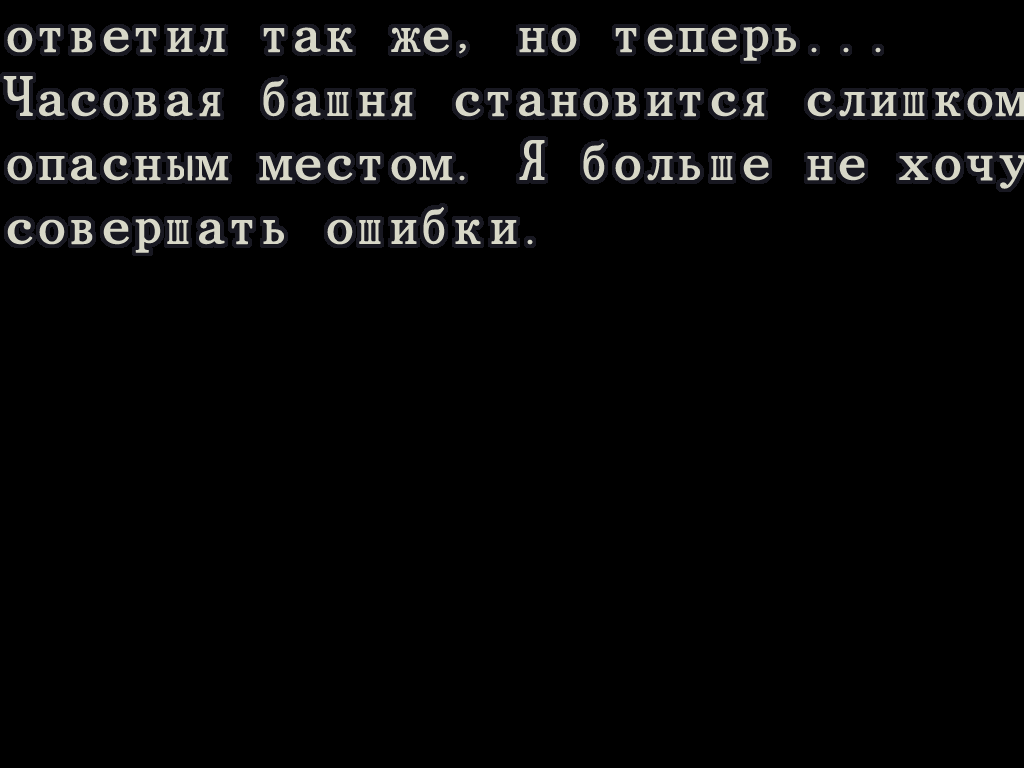 ответил так же, но теперь...
Часовая башня становится слишком
опасным местом. Я больше не хочу
совершать ошибки.